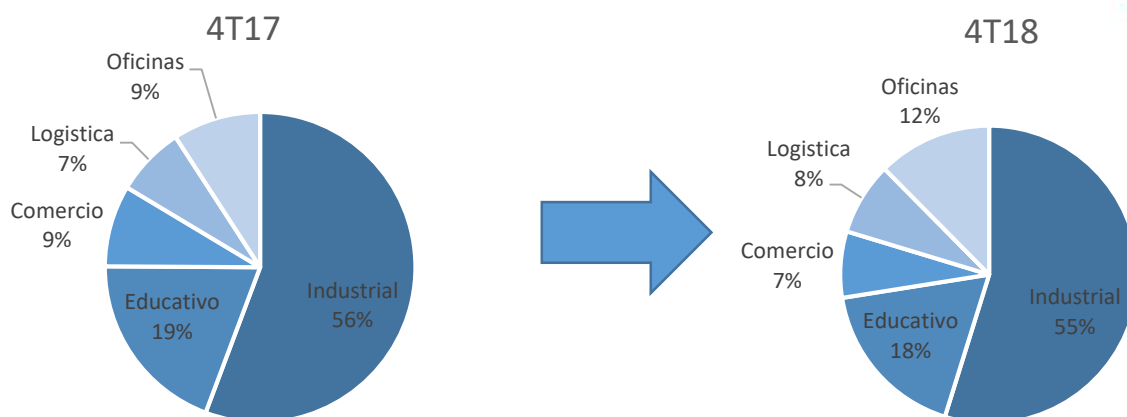 4T17
Oficinas
9%
Logistica
7%
Comercio
9%
Educativo
19%
Industrial
56%
4T18
Oficinas
12%
Logistica
8%
Comercio
7%
Educativo
18%
Industrial
55%